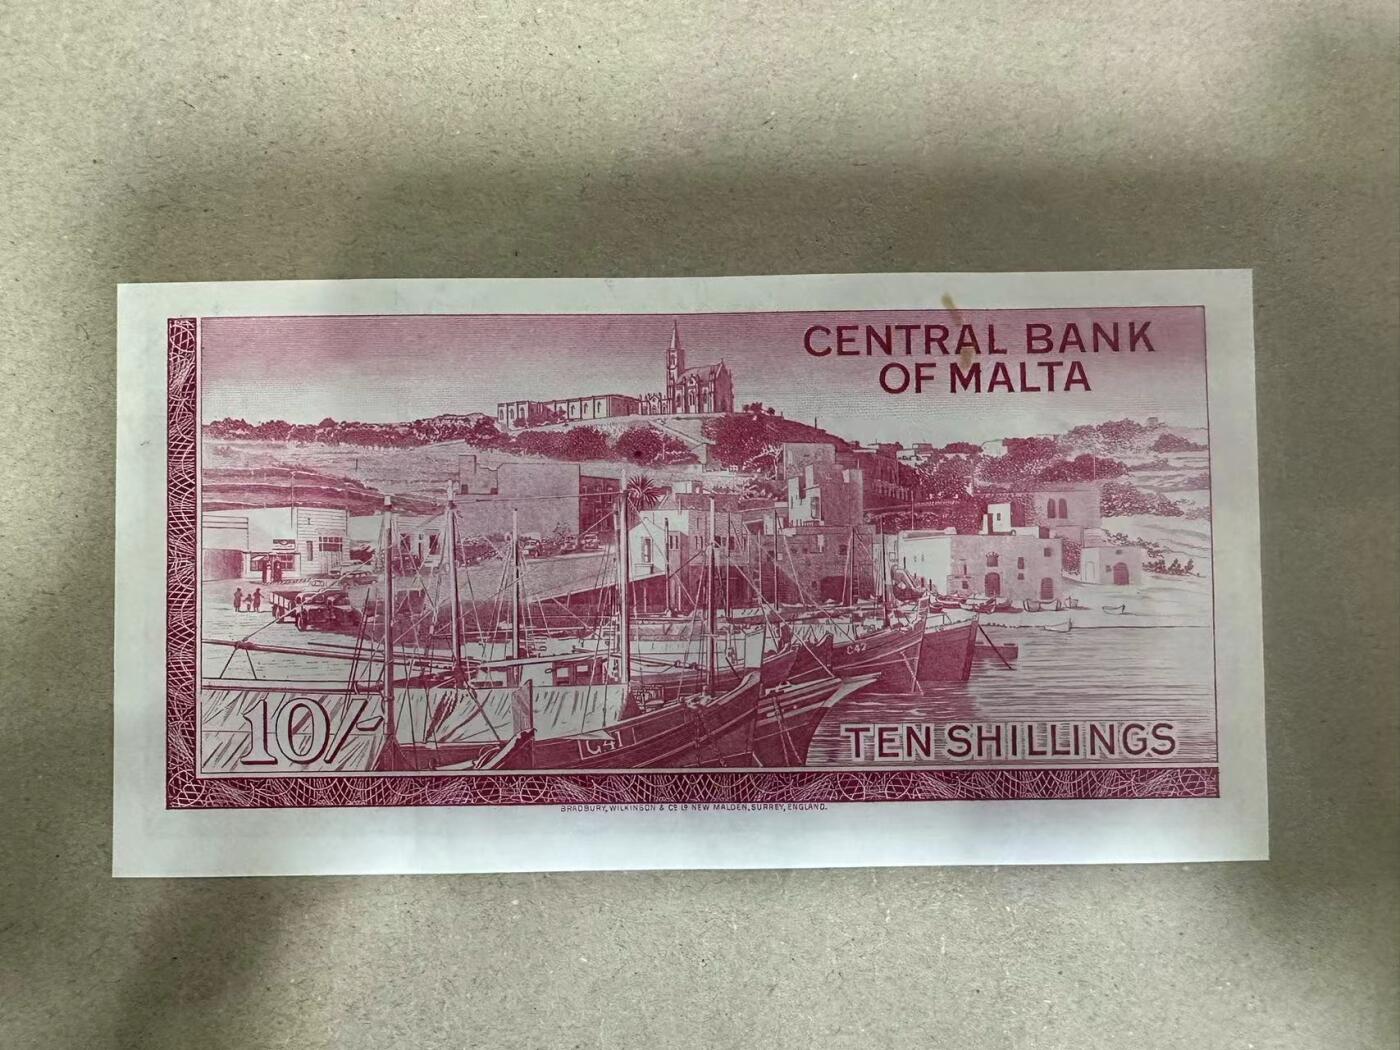 CENTRAL BANK
OF MALTA
C42
C41
10/-
TEN SHILLINGS
BRADBURY, WILKINSON & Co Ld NEW MALDEN, SURREY, ENGLAND.